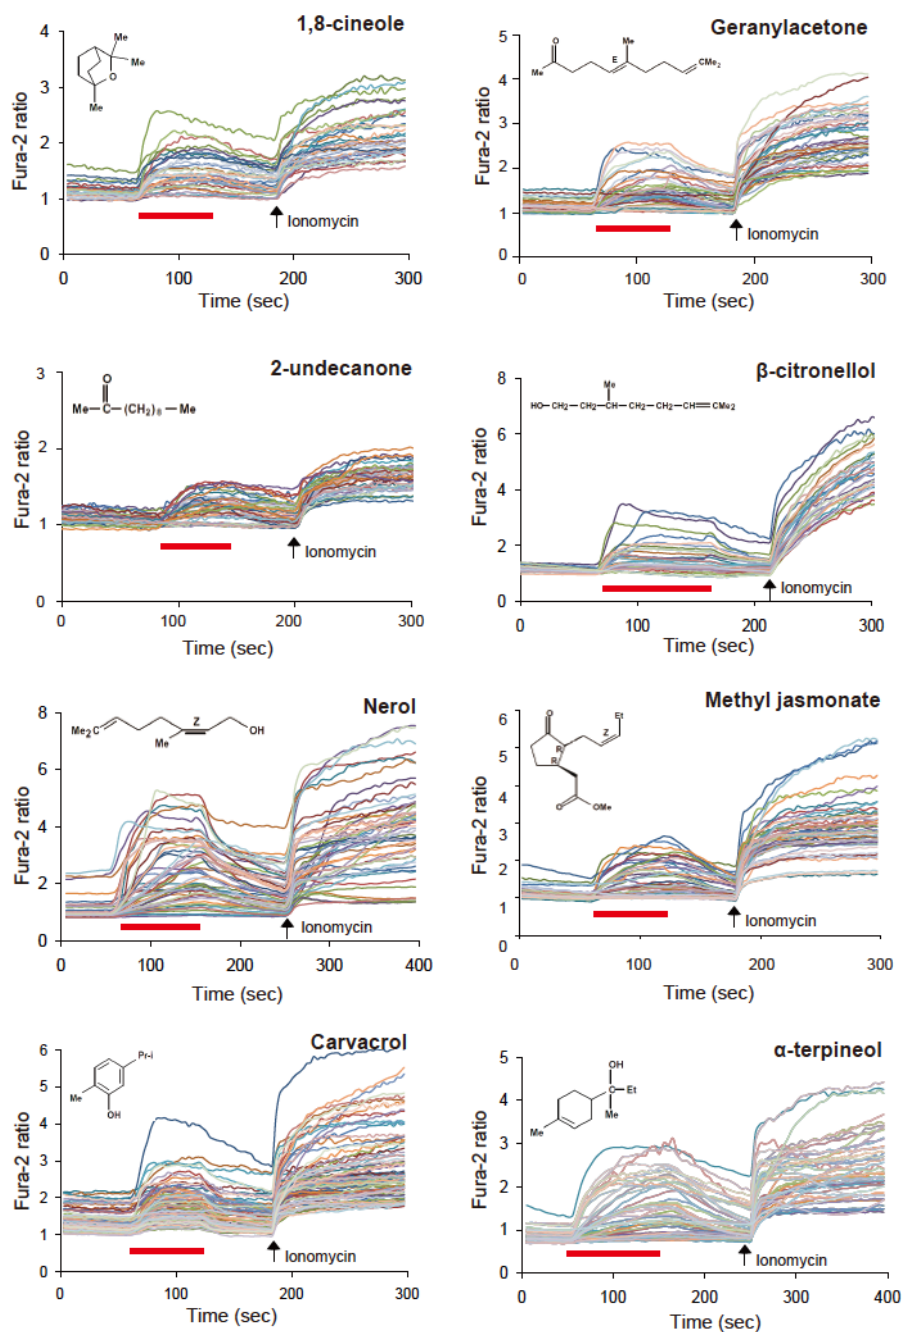 1,8-cineole
Me
Me
O
Me
Fura-2 ratio
4
3
2
1
0
Ionomycin
0 100 200 300
Time (sec)
Geranylacetone
O
Me
Me
E
CMe2
Fura-2 ratio
5
4
3
2
1
0
Ionomycin
0 100 200 300
Time (sec)
2-undecanone
O
Me—C—(CH2)8—Me
Fura-2 ratio
3
2
1
0
Ionomycin
0 100 200 300
Time (sec)
β-citronellol
Me
HO—CH2—CH2—CH—CH2—CH2—CH=CMe2
Fura-2 ratio
8
6
4
2
0
Ionomycin
0 100 200 300
Time (sec)
Nerol
Me2C
Z
Me
OH
Fura-2 ratio
8
6
4
2
0
Ionomycin
0 100 200 300 400
Time (sec)
Methyl jasmonate
O
Et
Z
R
R
O
OMe
Fura-2 ratio
6
5
4
3
2
1
0
Ionomycin
0 100 200 300
Time (sec)
Carvacrol
Pr-i
Me
OH
Fura-2 ratio
6
5
4
3
2
1
0
Ionomycin
0 100 200 300
Time (sec)
α-terpineol
OH
Et
Me
Me
Fura-2 ratio
5
4
3
2
1
0
Ionomycin
0 100 200 300 400
Time (sec)